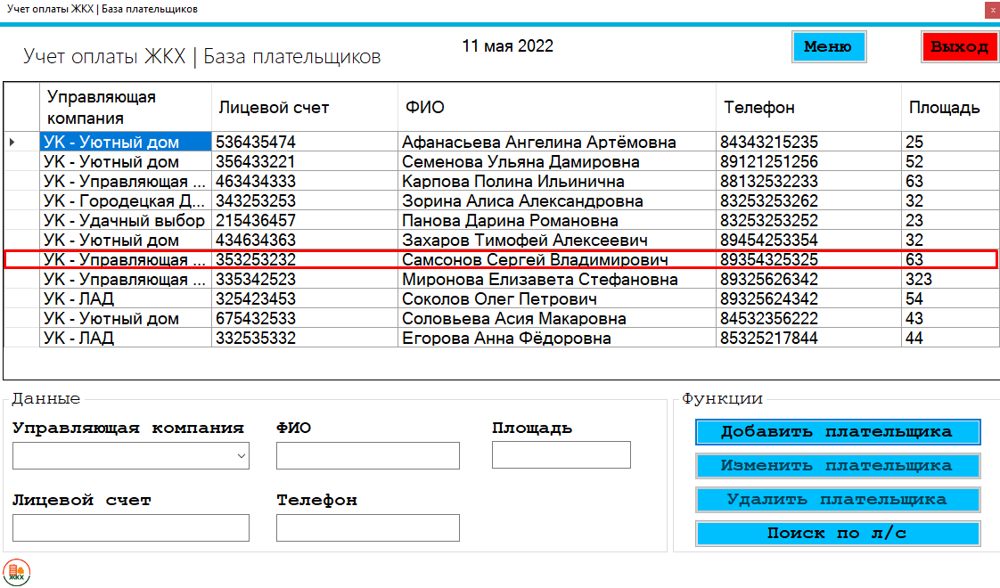 Учет оплаты ЖКХ | База плательщиков
x
Учет оплаты ЖКХ | База плательщиков
11 мая 2022
Меню
Выход
Управляющая компания Лицевой счет ФИО Телефон Площадь
УК - Уютный дом 536435474 Афанасьева Ангелина Артёмовна 84343215235 25
УК - Уютный дом 356433221 Семенова Ульяна Дамировна 89121251256 52
УК - Управляющая ... 463434333 Карпова Полина Ильинична 88132532233 63
УК - Городецкая Д... 343253253 Зорина Алиса Александровна 83253253262 32
УК - Удачный выбор 215436457 Панова Дарина Романовна 83253253252 23
УК - Уютный дом 434634363 Захаров Тимофей Алексеевич 89454253354 32
УК - Управляющая ... 353253232 Самсонов Сергей Владимирович 89354325325 63
УК - Управляющая ... 335342523 Миронова Елизавета Стефановна 89325626342 323
УК - ЛАД 325423453 Соколов Олег Петрович 89325624342 54
УК - Уютный дом 675432533 Соловьева Асия Макаровна 84532356222 43
УК - ЛАД 332535332 Егорова Анна Фёдоровна 85325217844 44
Данные
Управляющая компания ФИО Площадь
Лицевой счет Телефон
Функции
Добавить плательщика
Изменить плательщика
Удалить плательщика
Поиск по л/с
ЖКХ